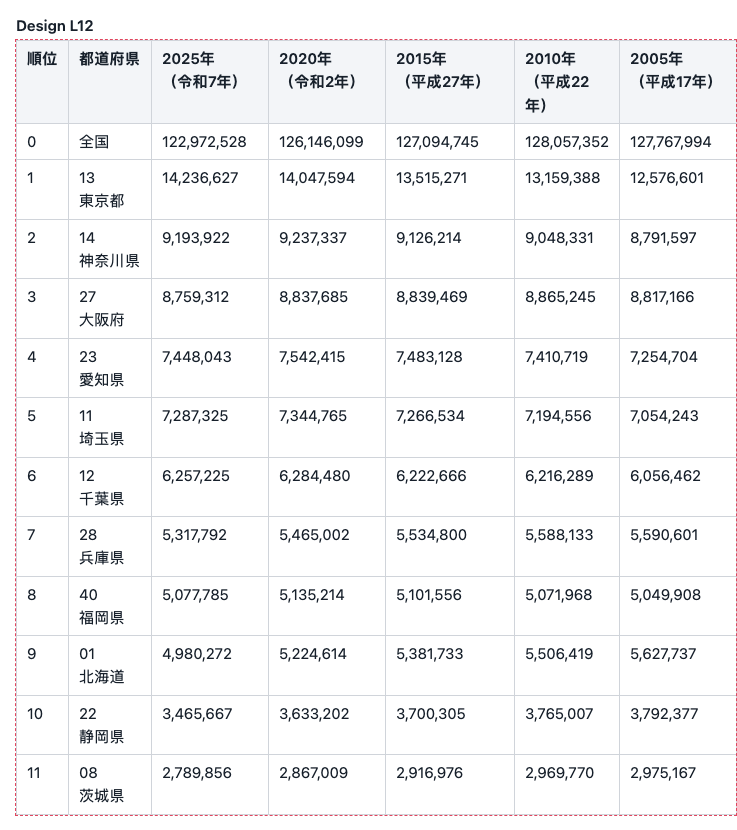 Design L12
順位 都道府県 2025年 2020年 2015年 2010年 2005年
（令和7年） （令和2年） （平成27年） （平成22 （平成17年）
年）
0 全国 122,972,528 126,146,099 127,094,745 128,057,352 127,767,994
1 13 14,236,627 14,047,594 13,515,271 13,159,388 12,576,601
東京都
2 14 9,193,922 9,237,337 9,126,214 9,048,331 8,791,597
神奈川県
3 27 8,759,312 8,837,685 8,839,469 8,865,245 8,817,166
大阪府
4 23 7,448,043 7,542,415 7,483,128 7,410,719 7,254,704
愛知県
5 11 7,287,325 7,344,765 7,266,534 7,194,556 7,054,243
埼玉県
6 12 6,257,225 6,284,480 6,222,666 6,216,289 6,056,462
千葉県
7 28 5,317,792 5,465,002 5,534,800 5,588,133 5,590,601
兵庫県
8 40 5,077,785 5,135,214 5,101,556 5,071,968 5,049,908
福岡県
9 01 4,980,272 5,224,614 5,381,733 5,506,419 5,627,737
北海道
10 22 3,465,667 3,633,202 3,700,305 3,765,007 3,792,377
静岡県
11 08 2,789,856 2,867,009 2,916,976 2,969,770 2,975,167
茨城県